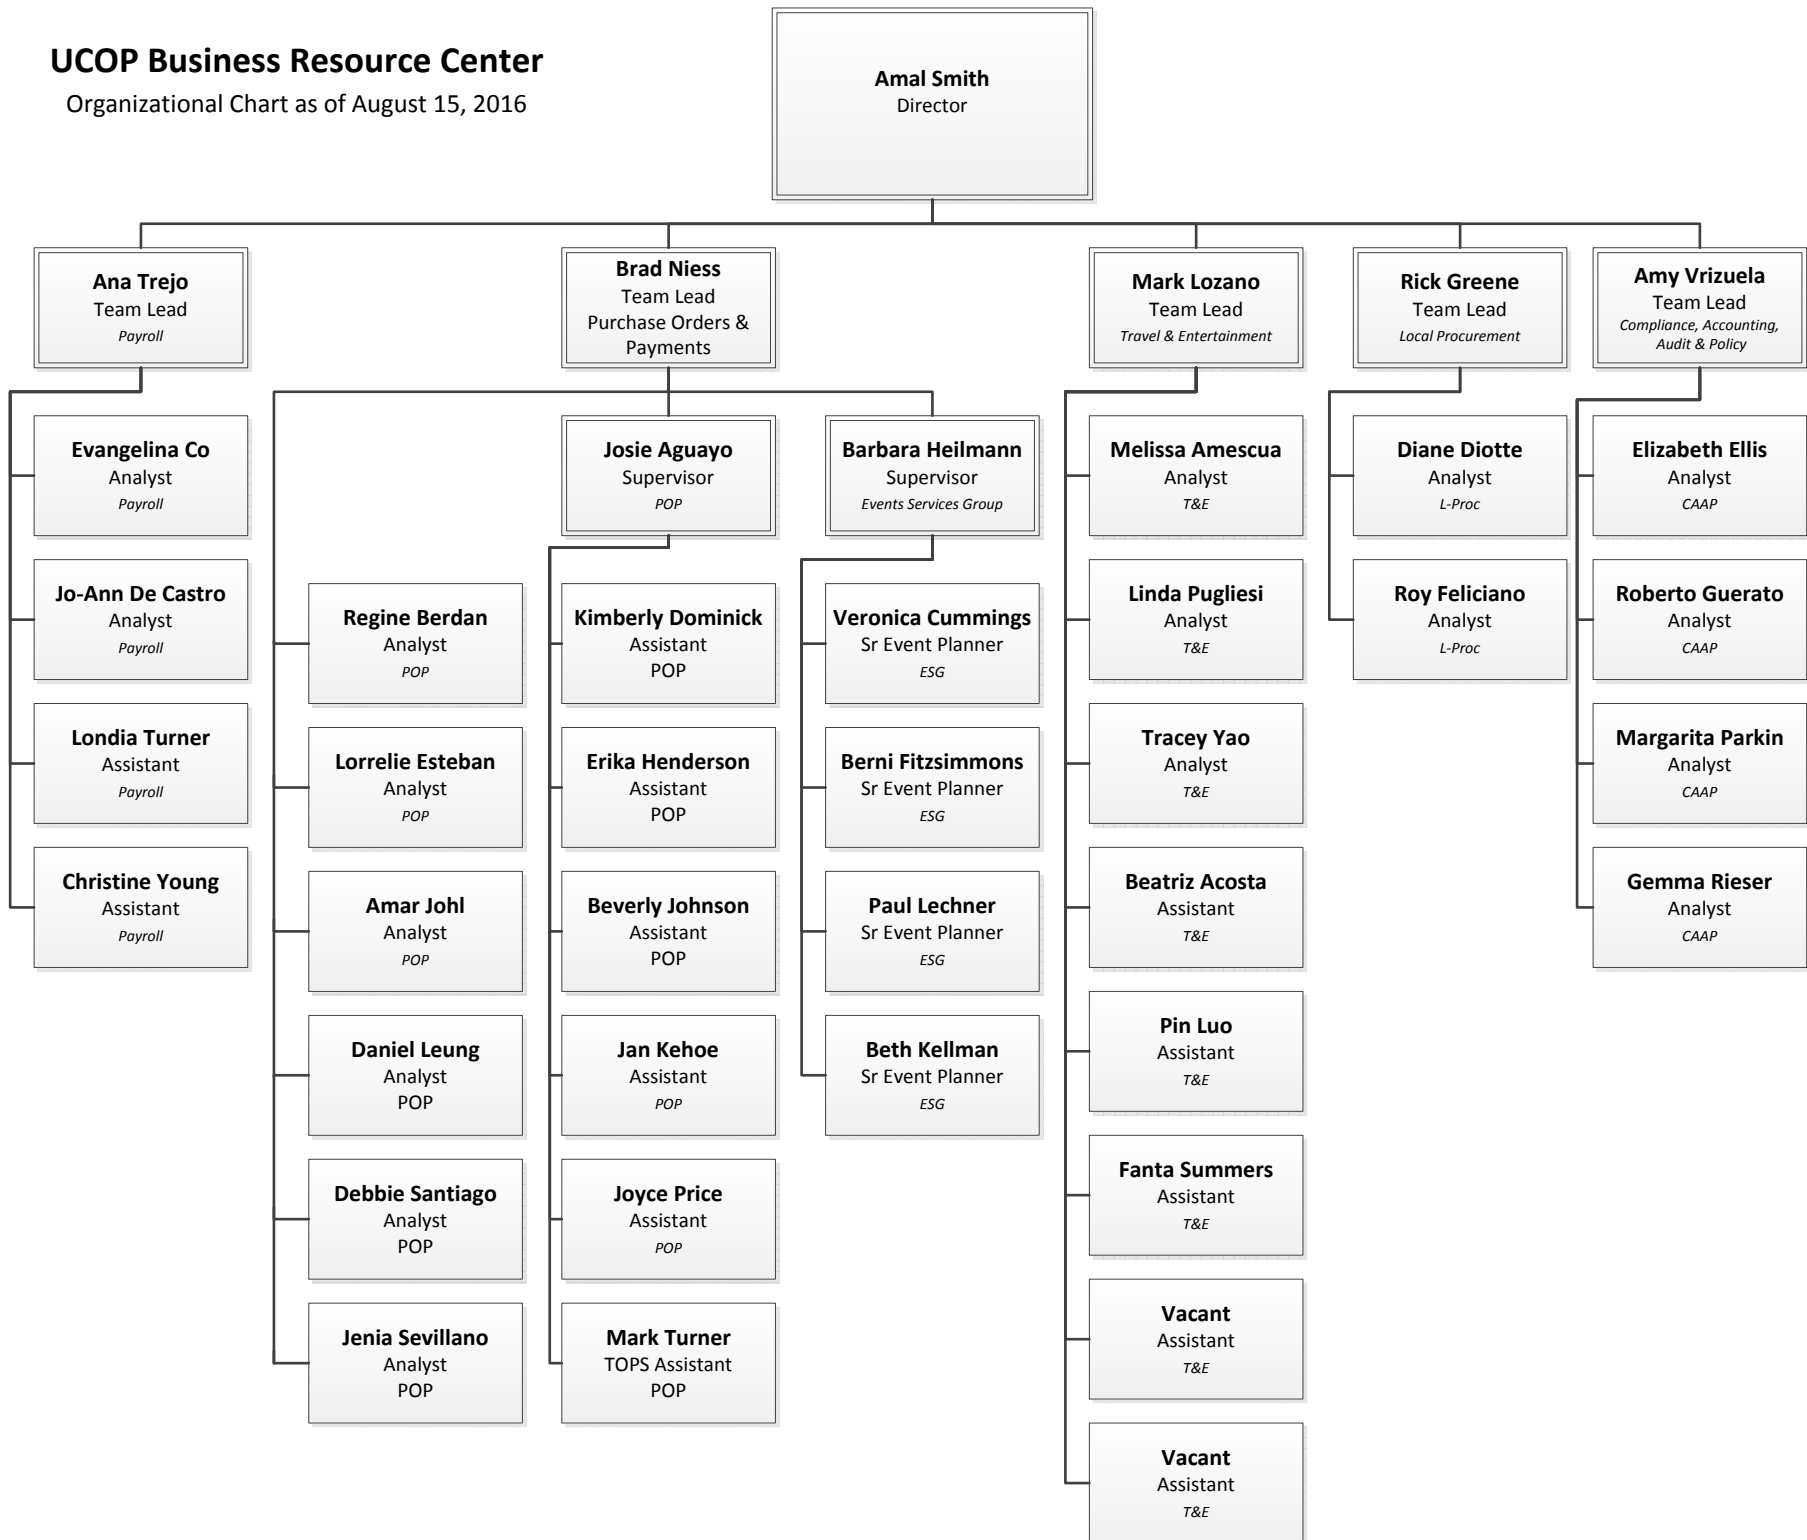 UCOP Business Resource Center
Organizational Chart as of August 15, 2016
Amal Smith
Director
Ana Trejo
Team Lead
Payroll
Brad Niess
Team Lead
Purchase Orders &
Payments
Mark Lozano
Team Lead
Travel & Entertainment
Rick Greene
Team Lead
Local Procurement
Amy Vrizuela
Team Lead
Compliance, Accounting,
Audit & Policy
Evangelina Co
Analyst
Payroll
Jo-Ann De Castro
Analyst
Payroll
Londia Turner
Assistant
Payroll
Christine Young
Assistant
Payroll
Regine Berdan
Analyst
POP
Lorrelie Esteban
Analyst
POP
Amar Johl
Analyst
POP
Daniel Leung
Analyst
POP
Debbie Santiago
Analyst
POP
Jenia Sevillano
Analyst
POP
Josie Aguayo
Supervisor
POP
Kimberly Dominick
Assistant
POP
Erika Henderson
Assistant
POP
Beverly Johnson
Assistant
POP
Jan Kehoe
Assistant
POP
Joyce Price
Assistant
POP
Mark Turner
TOPS Assistant
POP
Barbara Heilmann
Supervisor
Events Services Group
Veronica Cummings
Sr Event Planner
ESG
Berni Fitzsimmons
Sr Event Planner
ESG
Paul Lechner
Sr Event Planner
ESG
Beth Kellman
Sr Event Planner
ESG
Melissa Amescua
Analyst
T&E
Linda Pugliesi
Analyst
T&E
Tracey Yao
Analyst
T&E
Beatriz Acosta
Assistant
T&E
Pin Luo
Assistant
T&E
Fanta Summers
Assistant
T&E
Vacant
Assistant
T&E
Vacant
Assistant
T&E
Diane Diotte
Analyst
L-Proc
Roy Feliciano
Analyst
L-Proc
Elizabeth Ellis
Analyst
CAAP
Roberto Guerato
Analyst
CAAP
Margarita Parkin
Analyst
CAAP
Gemma Rieser
Analyst
CAAP